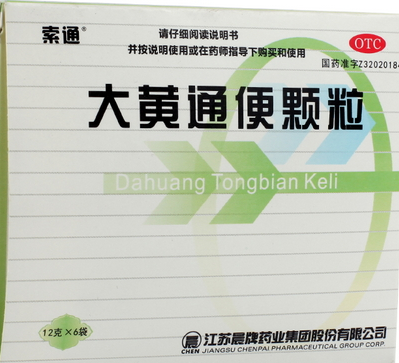 索通®
请仔细阅读说明书
并按说明使用或在药师指导下购买和使用
OTC
国药准字Z3202018
大黄通便颗粒
Dahuang Tongbian Keli
12克×6袋
晨
CHEN
江苏晨牌药业集团股份有限公司
JIANGSU CHENPAI PHARMACEUTICAL GROUP CORP.